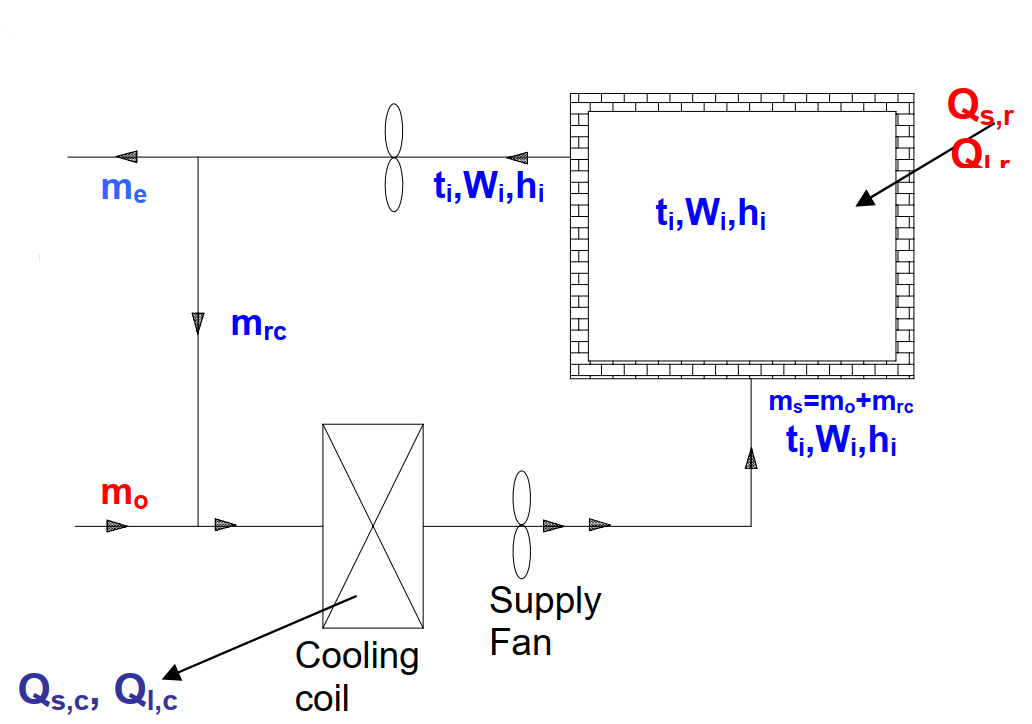 Qs,r
Ql,r
me
ti,Wi,hi
ti,Wi,hi
mrc
ms=mo+mrc
ti,Wi,hi
mo
Supply
Fan
Cooling
coil
Qs,c, Ql,c